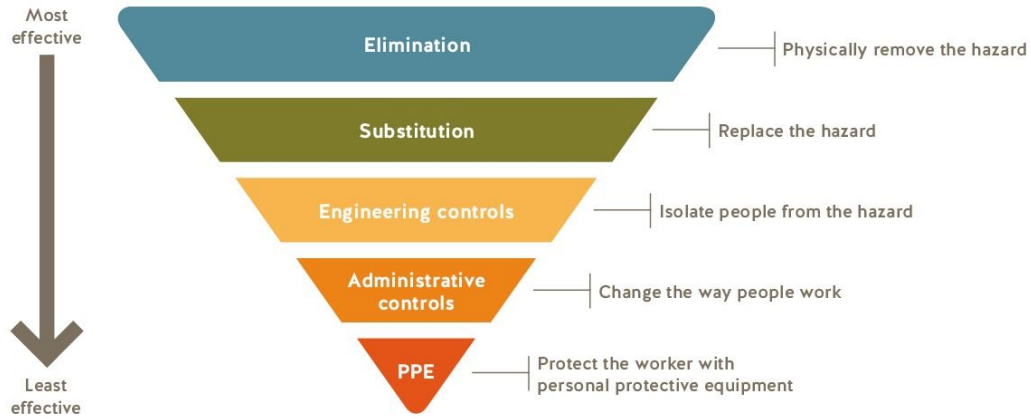 Most
effective
Elimination
Physically remove the hazard
Substitution
Replace the hazard
Engineering controls
Isolate people from the hazard
Administrative
controls
Change the way people work
PPE
Protect the worker with
personal protective equipment
Least
effective